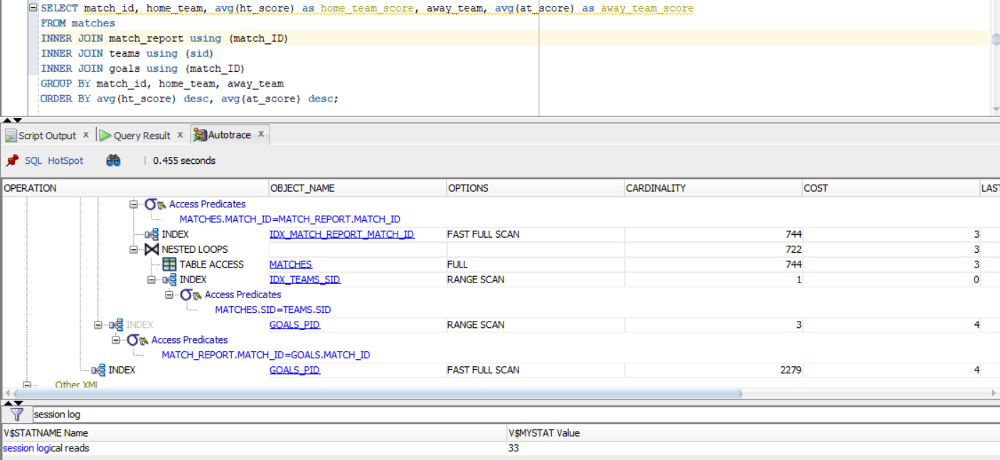 SELECT match_id, home_team, avg(ht_score) as home_team_score, away_team, avg(at_score) as away_team_score
FROM matches
INNER JOIN match_report using (match_ID)
INNER JOIN teams using (sid)
INNER JOIN goals using (match_ID)
GROUP BY match_id, home_team, away_team
ORDER BY avg(ht_score) desc, avg(at_score) desc;
Script Output x Query Result x Autotrace x
SQL HotSpot | 0.455 seconds
OPERATION OBJECT_NAME OPTIONS CARDINALITY COST LAST
Access Predicates
MATCHES.MATCH_ID=MATCH_REPORT.MATCH_ID
INDEX IDX_MATCH_REPORT_MATCH_ID FAST FULL SCAN 744 3
NESTED LOOPS 722 3
TABLE ACCESS MATCHES FULL 744 3
INDEX IDX_TEAMS_SID RANGE SCAN 1 0
Access Predicates
MATCHES.SID=TEAMS.SID
INDEX GOALS_PID RANGE SCAN 3 4
Access Predicates
MATCH_REPORT.MATCH_ID=GOALS.MATCH_ID
INDEX GOALS_PID FAST FULL SCAN 2279 4
Other XML
session log
V$STATNAME Name V$MYSTAT Value
session logical reads 33